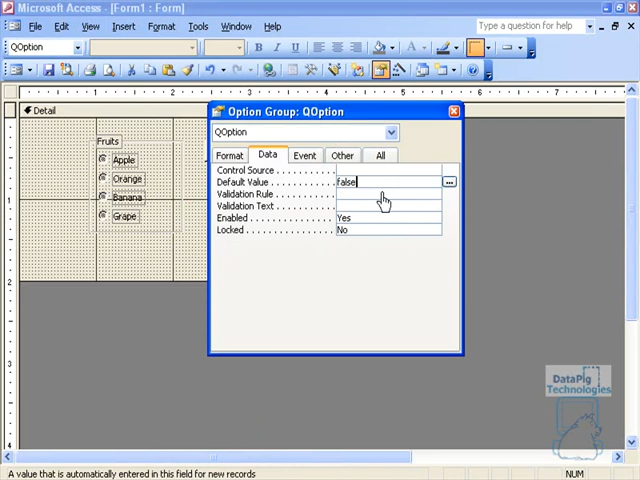 Microsoft Access - [Form1 : Form]
File Edit View Insert Format Tools Window Help
Type a question for help
QOption
B I U
Detail
Fruits
Apple
Orange
Banana
Grape
Option Group: QOption
QOption
Format Data Event Other All
Control Source . . . . . . . . . .
Default Value . . . . . . . . . . . false
...
Validation Rule . . . . . . . . . .
Validation Text . . . . . . . . . .
Enabled . . . . . . . . . . . . . . . Yes
Locked . . . . . . . . . . . . . . . . No
DataPig
Technologies
A value that is automatically entered in this field for new records
NUM